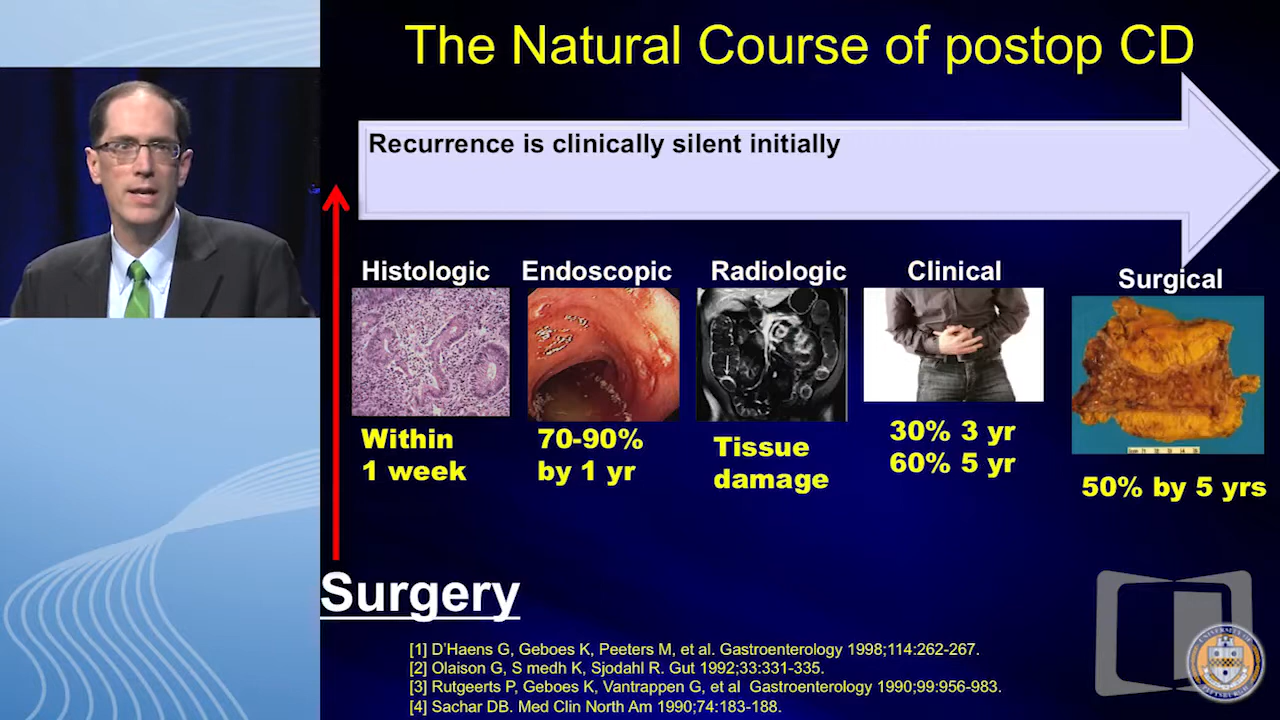 The Natural Course of postop CD
Recurrence is clinically silent initially
Histologic
Endoscopic
Radiologic
Clinical
Surgical
Within
1 week
70-90%
by 1 yr
Tissue
damage
30% 3 yr
60% 5 yr
50% by 5 yrs
Surgery
[1] D'Haens G, Geboes K, Peeters M, et al. Gastroenterology 1998;114:262-267.
[2] Olaison G, S medh K, Sjodahl R. Gut 1992;33:331-335.
[3] Rutgeerts P, Geboes K, Vantrappen G, et al Gastroenterology 1990;99:956-983.
[4] Sachar DB. Med Clin North Am 1990;74:183-188.
UNIVERSITY OF
PITTSBURGH